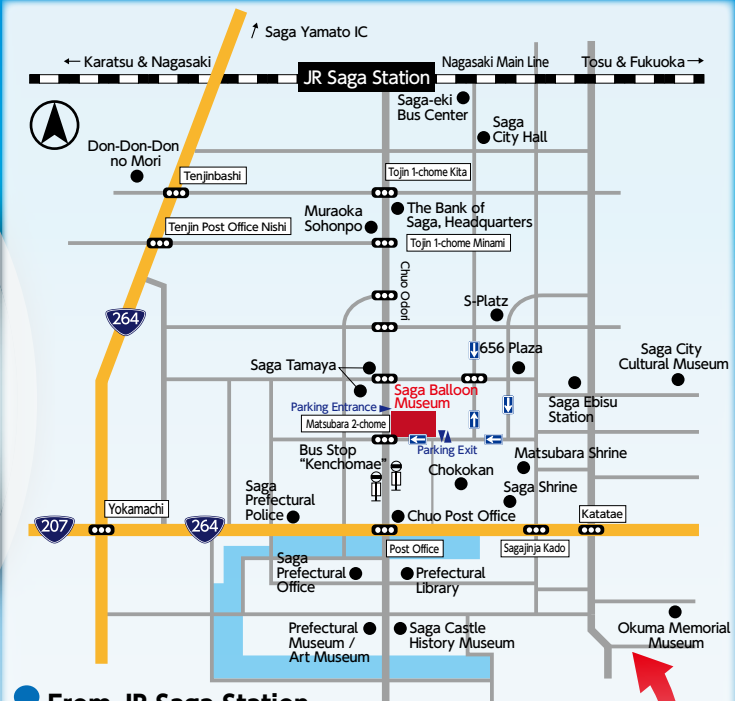 Saga Yamato IC
← Karatsu & Nagasaki
JR Saga Station
Nagasaki Main Line
Tosu & Fukuoka →
Saga-eki
Bus Center
Saga
City Hall
Don-Don-Don
no Mori
Tenjinbashi
Tojin 1-chome Kita
Muraoka
Sohonpo
The Bank of
Saga, Headquarters
Tenjin Post Office Nishi
Tojin 1-chome Minami
Chuo Odori
S-Platz
264
656 Plaza
Saga City
Cultural Museum
Saga Tamaya
Saga Balloon
Museum
Saga Ebisu
Station
Parking Entrance
Matsubara 2-chome
Parking Exit
Bus Stop
“Kenchomae”
Matsubara Shrine
Chokokan
Saga
Prefectural
Police
Saga Shrine
Yokamachi
Chuo Post Office
Katatae
207
264
Post Office
Sagajinja Kado
Saga
Prefectural
Office
Prefectural
Library
Prefectural
Museum /
Art Museum
Saga Castle
History Museum
Okuma Memorial
Museum
From JR Saga Station